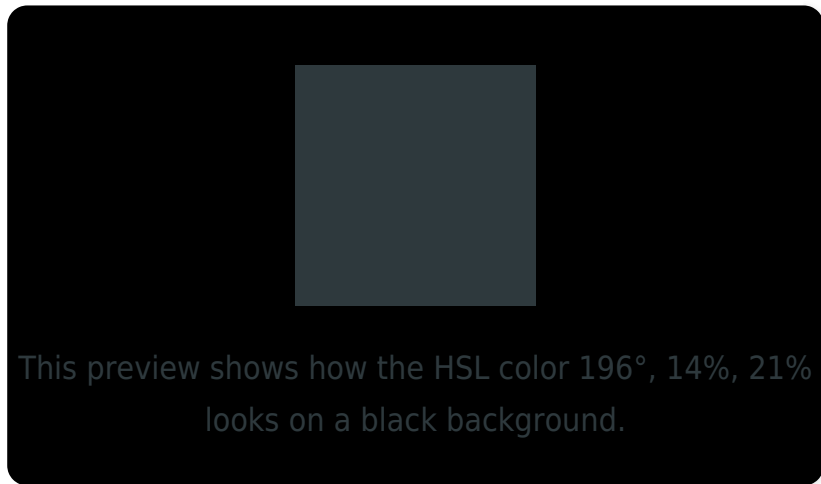 This preview shows how the HSL color 196°, 14%, 21%
looks on a black background.